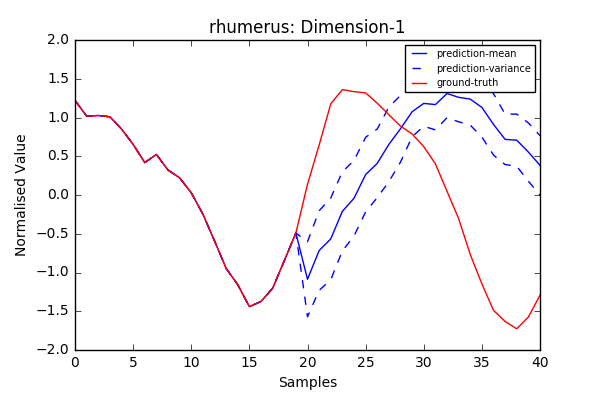 rhumerus: Dimension-1
2.0
1.5
1.0
0.5
0.0
−0.5
−1.0
−1.5
−2.0
Normalised Value
prediction-mean
prediction-variance
ground-truth
0 5 10 15 20 25 30 35 40
Samples